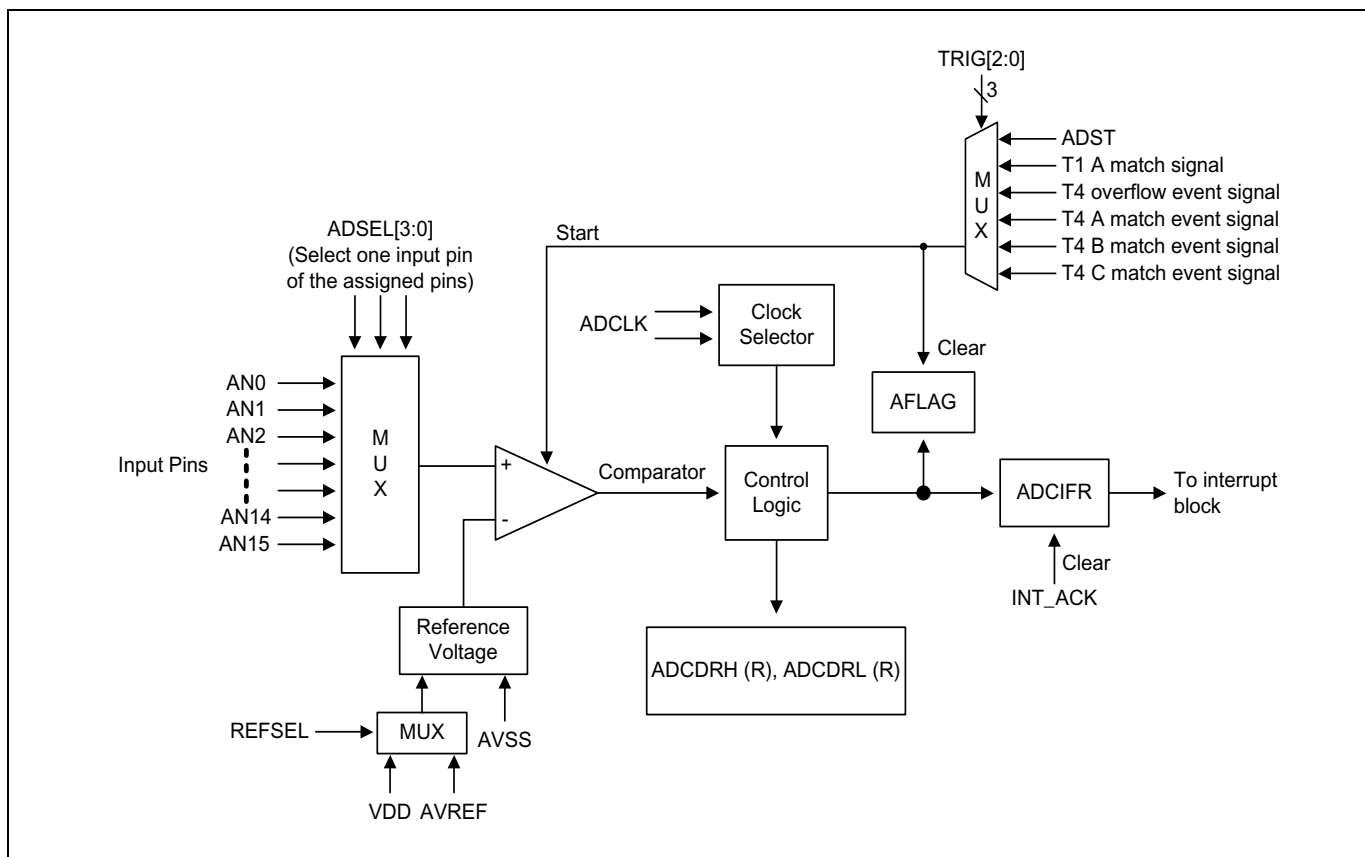 TRIG[2:0]
3
ADST
T1 A match signal
T4 overflow event signal
T4 A match event signal
T4 B match event signal
T4 C match event signal
M
U
X
Start
ADSEL[3:0]
(Select one input pin
of the assigned pins)
ADCLK
Clock
Selector
Clear
AFLAG
AN0
AN1
AN2
Input Pins
AN14
AN15
M
U
X
+
-
Comparator
Control
Logic
ADCIFR
To interrupt
block
Clear
INT_ACK
Reference
Voltage
ADCDRH (R), ADCDRL (R)
REFSEL
MUX
AVSS
VDD
AVREF